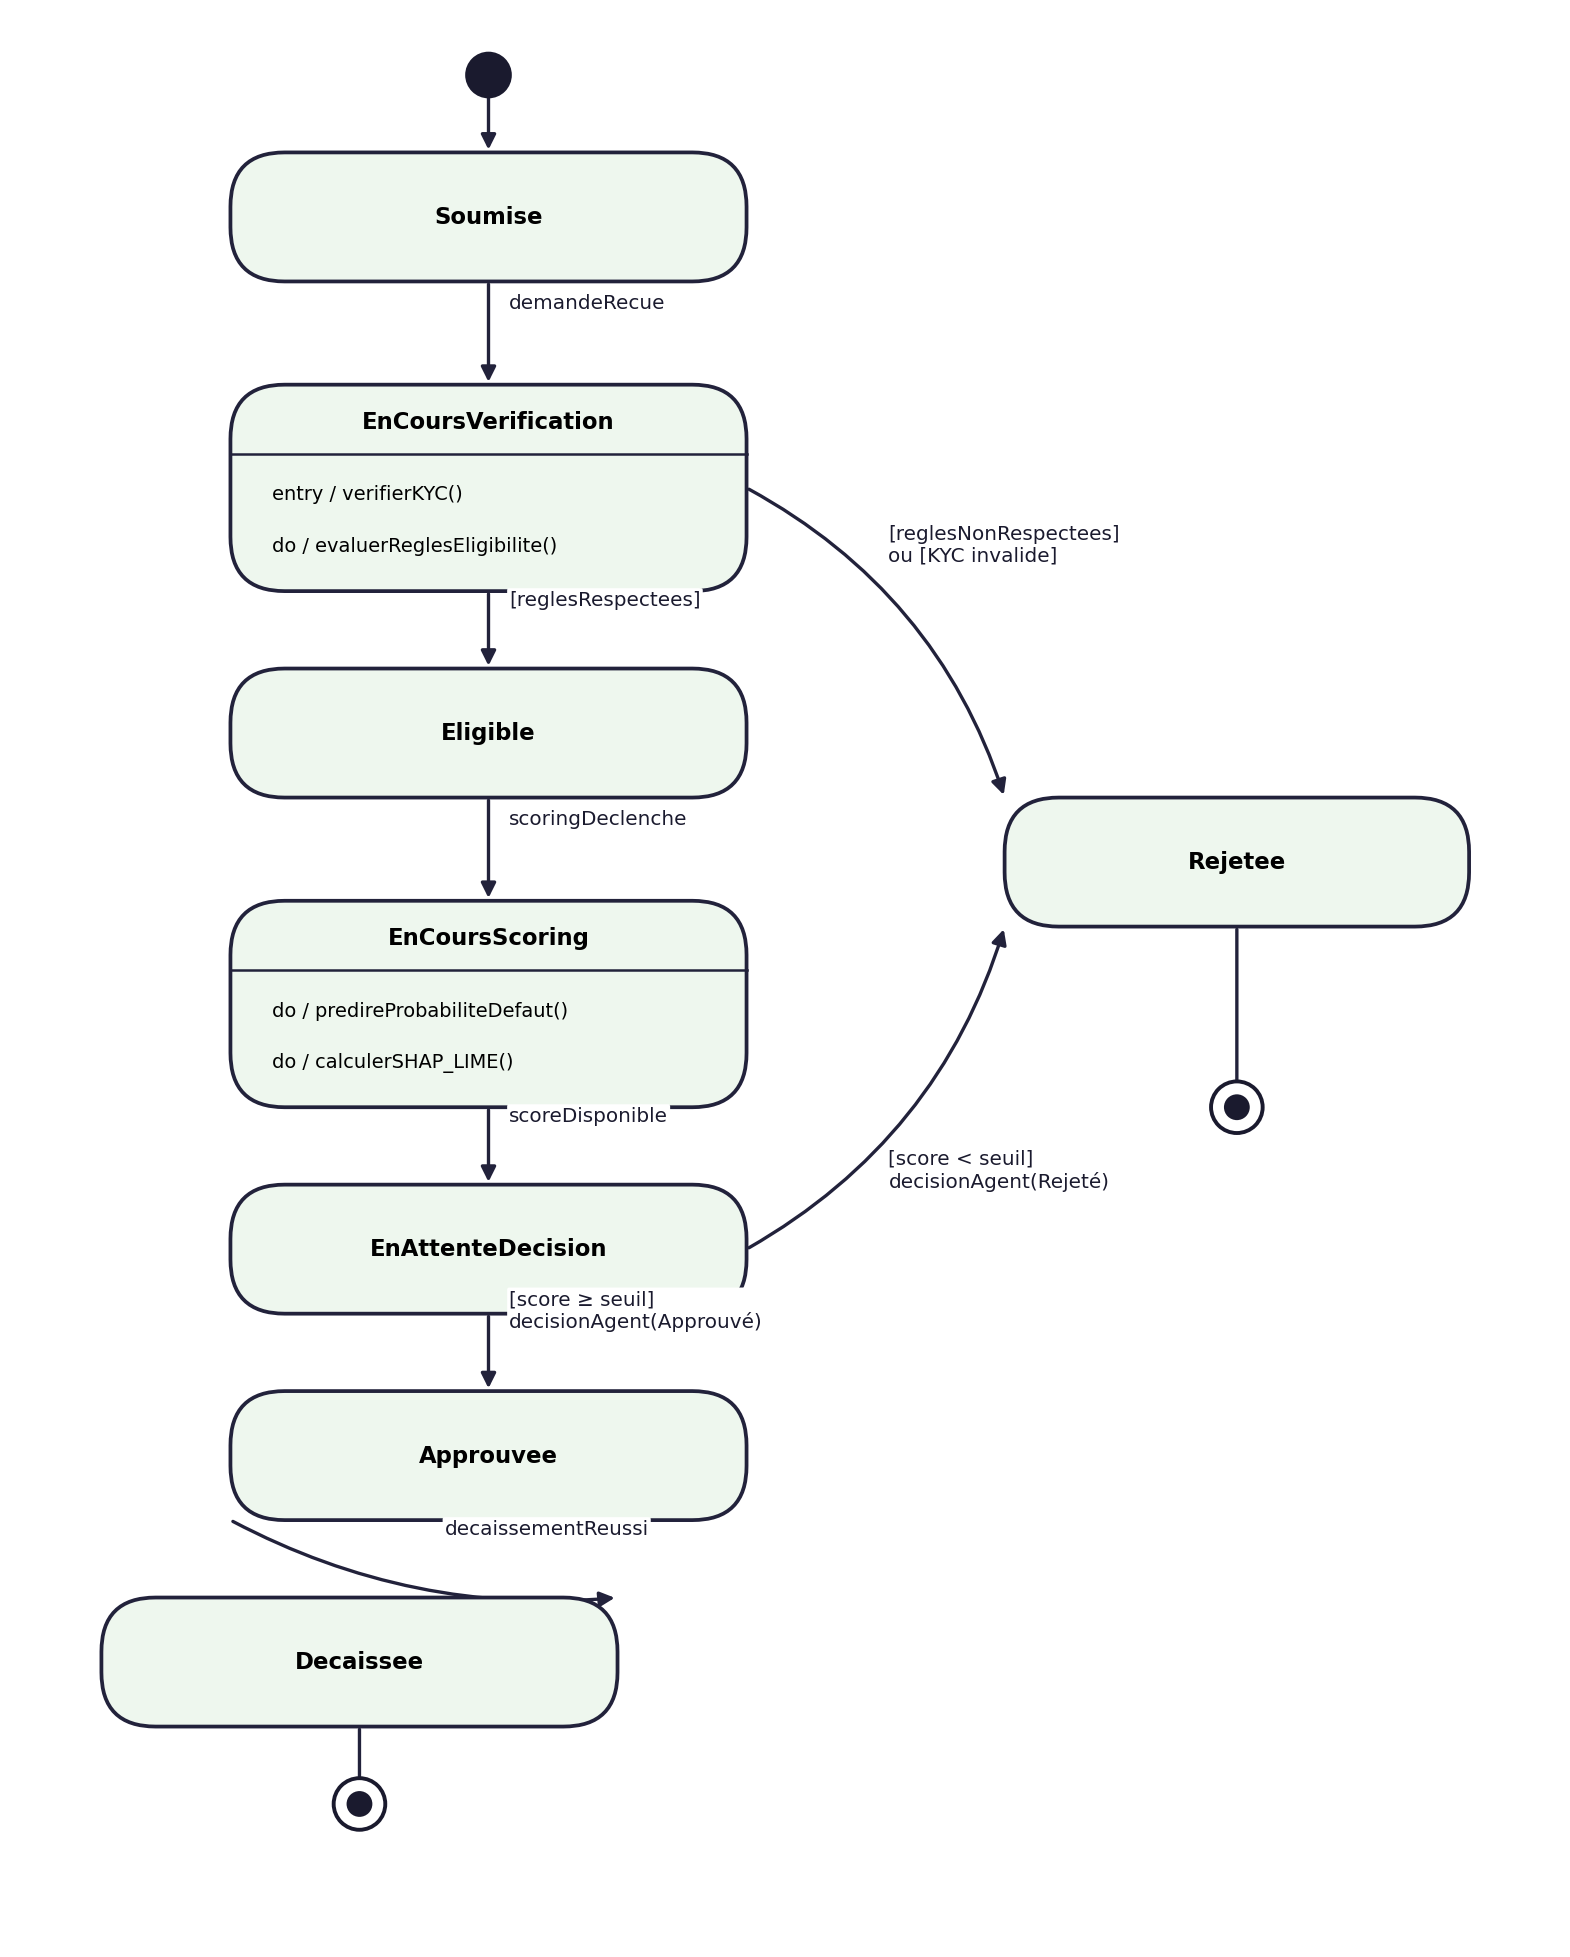 Soumise
demandeRecue
EnCoursVerification
entry / verifierKYC()
do / evaluerReglesEligibilite()
[reglesNonRespectees]
ou [KYC invalide]
[reglesRespectees]
Eligible
scoringDeclenche
Rejetee
EnCoursScoring
do / predireProbabiliteDefaut()
do / calculerSHAP_LIME()
scoreDisponible
[score < seuil]
decisionAgent(Rejeté)
EnAttenteDecision
[score ≥ seuil]
decisionAgent(Approuvé)
Approuvee
decaissementReussi
Decaissee